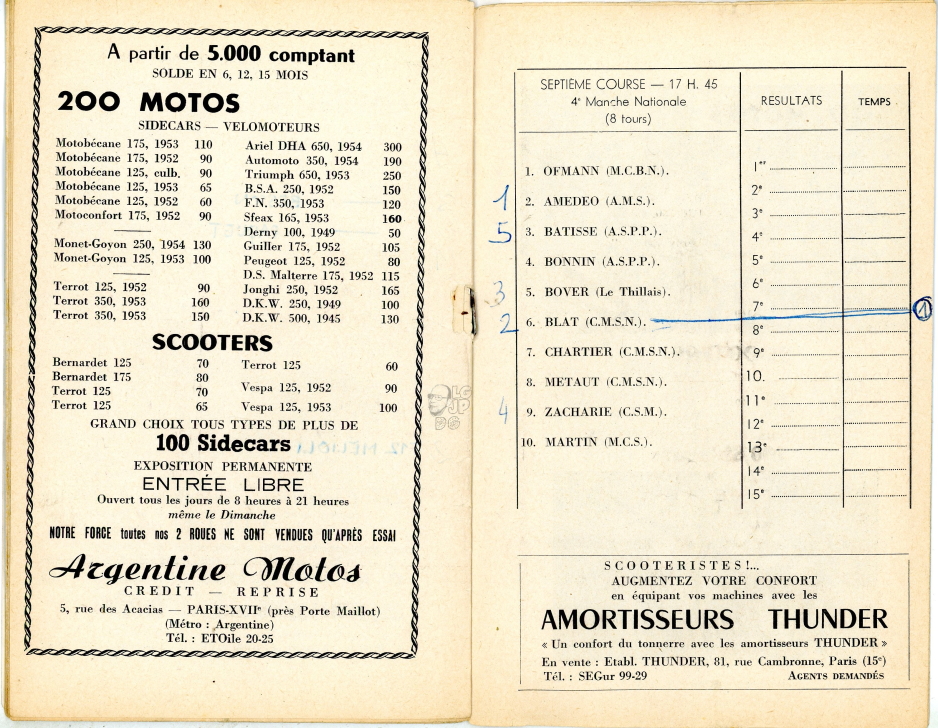 A partir de 5.000 comptant
SOLDE EN 6, 12, 15 MOIS
200 MOTOS
SIDECARS — VELOMOTEURS
Motobécane 175, 1953 110
Motobécane 175, 1952 90
Motobécane 125, culb. 90
Motobécane 125, 1953 65
Motobécane 125, 1952 60
Motoconfort 175, 1952 90
Monet-Goyon 250, 1954 130
Monet-Goyon 125, 1953 100
Terrot 125, 1952 90
Terrot 350, 1953 160
Terrot 350, 1953 150
Ariel DHA 650, 1954 300
Automoto 350, 1954 190
Triumph 650, 1953 250
B.S.A. 250, 1952 150
F.N. 350, 1953 120
Sfeax 165, 1953 160
Derny 100, 1949 50
Guiller 175, 1952 105
Peugeot 125, 1952 80
D.S. Malterre 175, 1952 115
Jonghi 250, 1952 165
D.K.W. 250, 1949 100
D.K.W. 500, 1945 130
SCOOTERS
Bernardet 125 70
Bernardet 175 80
Terrot 125 70
Terrot 125 65
Terrot 125 60
Vespa 125, 1952 90
Vespa 125, 1953 100
GRAND CHOIX TOUS TYPES DE PLUS DE
100 Sidecars
EXPOSITION PERMANENTE
ENTRÉE LIBRE
Ouvert tous les jours de 8 heures à 21 heures
même le Dimanche
NOTRE FORCE toutes nos 2 ROUES NE SONT VENDUES QU'APRÈS ESSAI
Argentine Motos
CREDIT - REPRISE
5, rue des Acacias — PARIS-XVIIe (près Porte Maillot)
(Métro : Argentine)
Tél. : ETOile 20-25
LG
JP
DG
SEPTIÈME COURSE — 17 H. 45
4e Manche Nationale
(8 tours)
RESULTATS
TEMPS
1. OFMANN (M.C.B.N.).
1 2. AMEDEO (A.M.S.).
5 3. BATISSE (A.S.P.P.).
4. BONNIN (A.S.P.P.).
3 5. BOVER (Le Thillais).
2 6. BLAT (C.M.S.N.). 1
7. CHARTIER (C.M.S.N.).
8. METAUT (C.M.S.N.).
4 9. ZACHARIE (C.S.M.).
10. MARTIN (M.C.S.).
1er
2e
3e
4e
5e
6e
7e
8e
9e
10.
11e
12e
13e
14e
15e
SCOOTERISTES !...
AUGMENTEZ VOTRE CONFORT
en équipant vos machines avec les
AMORTISSEURS THUNDER
« Un confort du tonnerre avec les amortisseurs THUNDER »
En vente : Etabl. THUNDER, 81, rue Cambronne, Paris (15e)
Tél. : SEGur 99-29 AGENTS DEMANDÉS